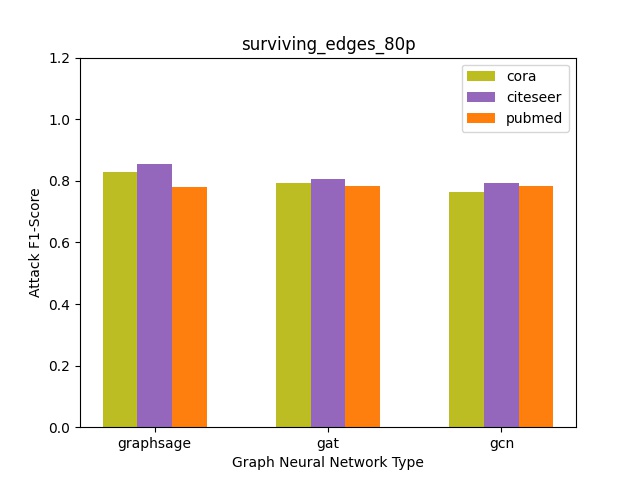 surviving_edges_80p
1.2
1.0
0.8
0.6
0.4
0.2
0.0
Attack F1-Score
cora
citeseer
pubmed
graphsage gat gcn
Graph Neural Network Type